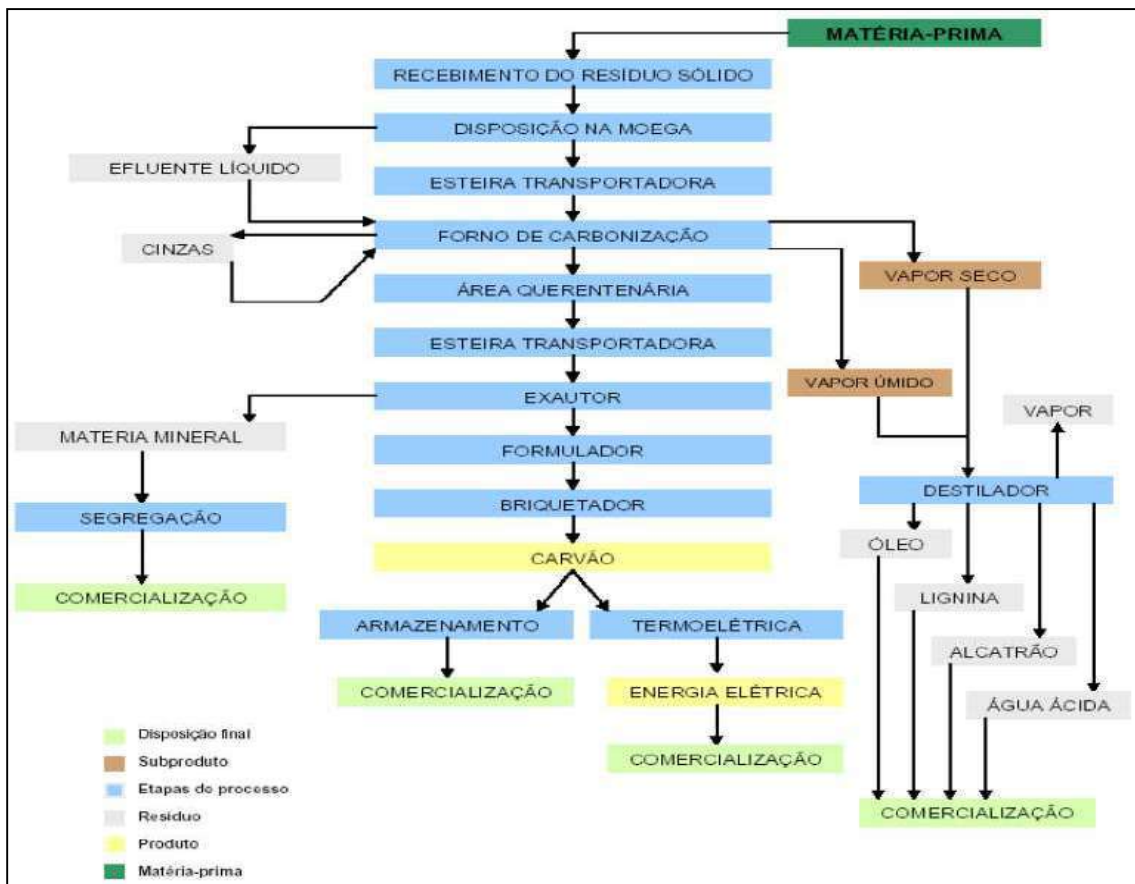 MATÉRIA-PRIMA
RECEBIMENTO DO RESÍDUO SÓLIDO
DISPOSIÇÃO NA MOEGA
EFLUENTE LÍQUIDO
ESTEIRA TRANSPORTADORA
FORNO DE CARBONIZAÇÃO
CINZAS
VAPOR SECO
ÁREA QUERENTENÁRIA
ESTEIRA TRANSPORTADORA
VAPOR ÚMIDO
EXAUTOR
VAPOR
MATERIA MINERAL
FORMULADOR
DESTILADOR
BRIQUETADOR
SEGREGAÇÃO
ÓLEO
CARVÃO
COMERCIALIZAÇÃO
LIGNINA
ARMAZENAMENTO
TERMOELÉTRICA
ALCATRÃO
COMERCIALIZAÇÃO
ENERGIA ELÉTRICA
ÁGUA ÁCIDA
COMERCIALIZAÇÃO
COMERCIALIZAÇÃO
Disposição final
Subproduto
Etapas do processo
Resíduo
Produto
Matéria-prima